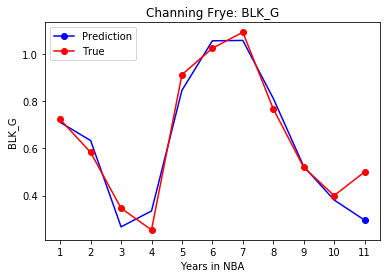 Channing Frye: BLK_G
Prediction
True
BLK_G
1.0
0.8
0.6
0.4
1 2 3 4 5 6 7 8 9 10 11
Years in NBA